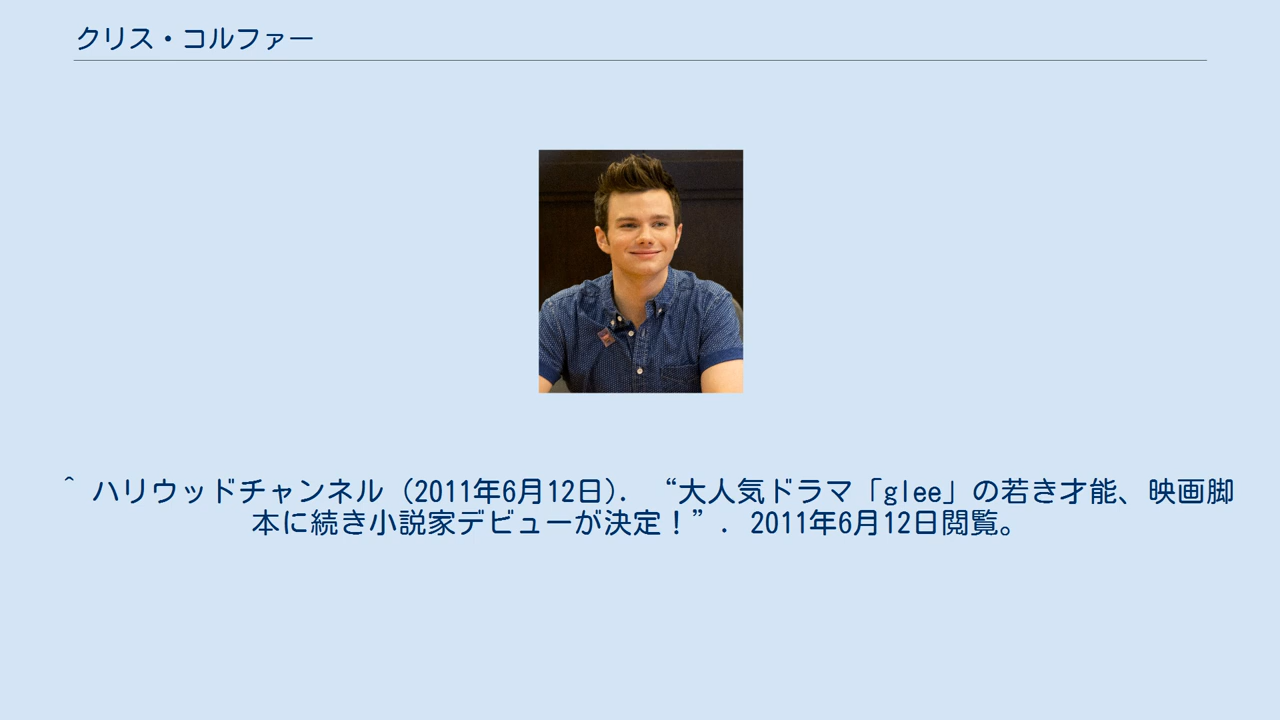 クリス・コルファー
^ ハリウッドチャンネル (2011年6月12日). “大人気ドラマ「glee」の若き才能、映画脚
本に続き小説家デビューが決定！”. 2011年6月12日閲覧。